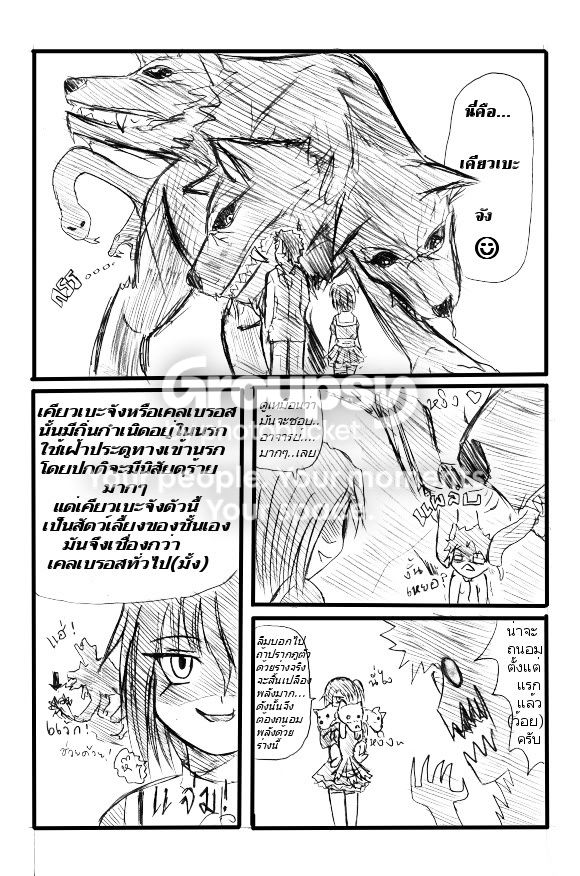 นี่คือ...
เคียวเบะ
จัง
เคียวเบะจังหรือเคลเบรอส
นั้นมีถิ่นกำเนิดอยู่ในนรก
ใช้เฝ้าประตูทางเข้านรก
โดยปกติจะมีนิสัยดุร้าย
มากๆ
แต่เคียวเบะจังตัวนี้
เป็นสัตว์เลี้ยงของชั้นเอง
มันจึงเชื่องกว่า
เคลเบรอสทั่วไป(มั้ง)
แฮ่!
แว๊ก!
ช่วยด้วย!
แจ่ม!
ดูเหมือนว่า
มันจะชอบ
อาจารย์....
มากๆ..เลย
หงิง
แผล็บ
งั้น
เหรอ?
ลืมบอกไป
ถ้าปรากฏตัว
ด้วยร่างจริง
จะสิ้นเปลือง
พลังมาก...
ดังนั้นจึง
ต้องถนอม
พลังด้วย
ร่างนี้
นี่ไง
หงิงๆ
น่าจะ
ถนอม
ตั้งแต่
แรก
แล้ว
(ว้อย)
ครับ
Groupsip